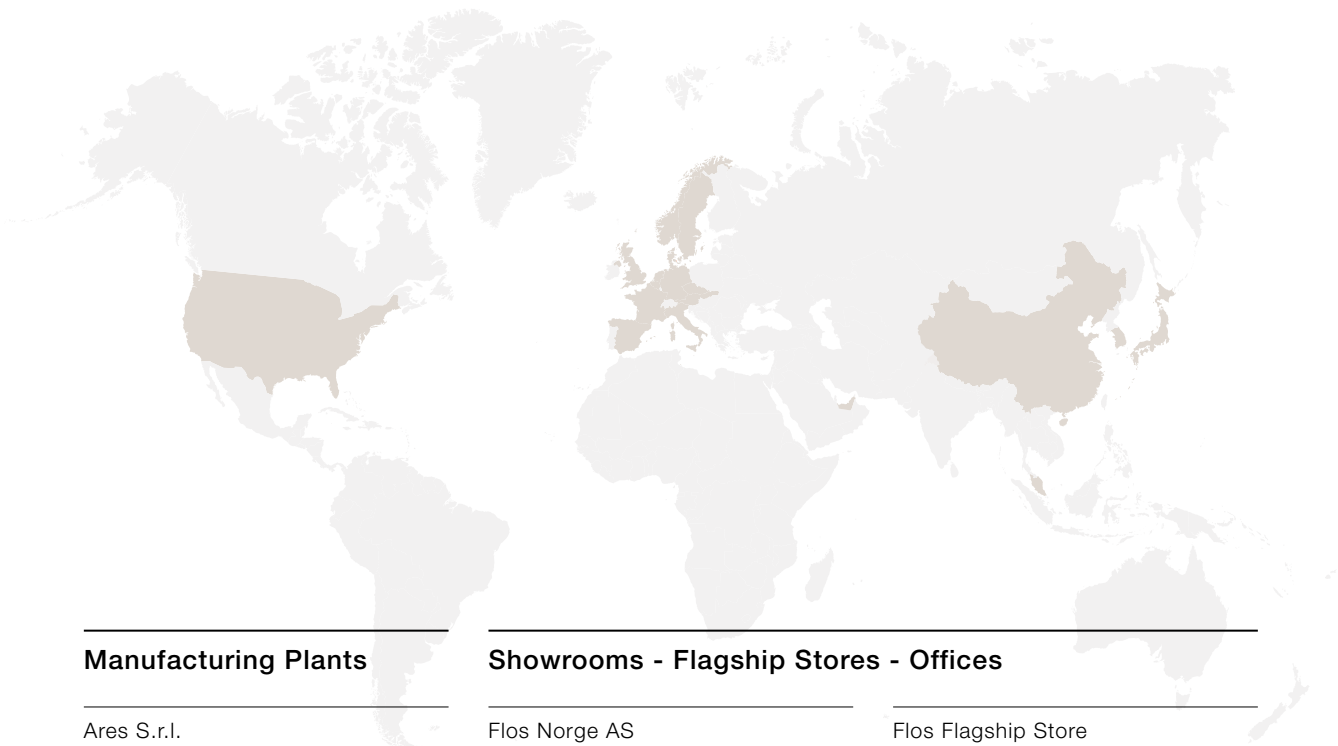 Manufacturing Plants
Showrooms - Flagship Stores - Offices
Ares S.r.l.
Flos Norge AS
Flos Flagship Store